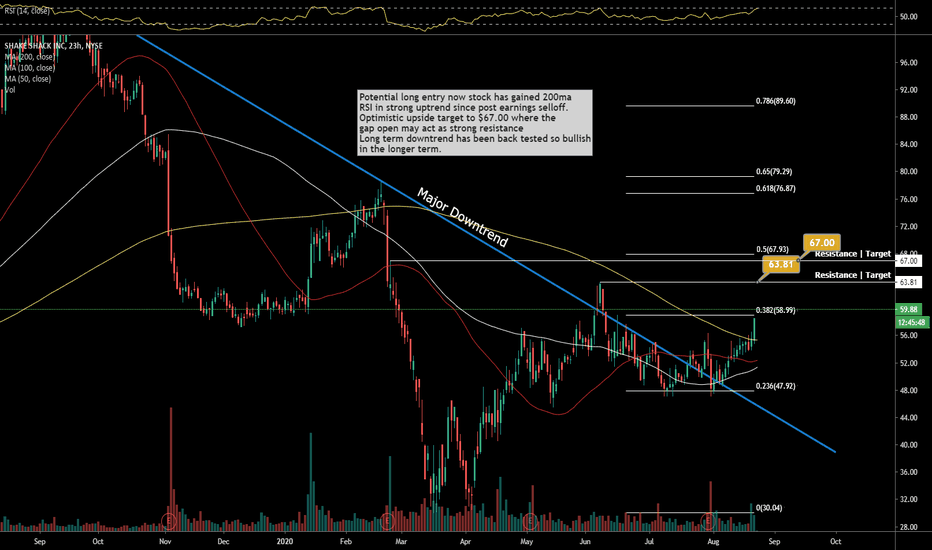 RSI (14, close)
50.00
SHAKE SHACK INC, 23h, NYSE
MA (200, close)
MA (100, close)
MA (50, close)
Vol
Potential long entry now stock has gained 200ma
RSI in strong uptrend since post earnings selloff.
Optimistic upside target to $67.00 where the
gap open may act as strong resistance
Long term downtrend has been back tested so bullish
in the longer term.
Major Downtrend
0.786(89.60)
0.65(79.29)
0.618(76.87)
0.5(67.93)
67.00
Resistance | Target
63.81
Resistance | Target
0.382(58.99)
0.236(47.92)
0(30.04)
96.00
92.00
88.00
84.00
80.00
76.00
72.00
68.00
67.00
63.81
59.88
12:45:48
56.00
52.00
48.00
44.00
40.00
36.00
32.00
28.00
E
E
E
E
Sep
Oct
Nov
Dec
2020
Feb
Mar
Apr
May
Jun
Jul
Aug
Sep
Oct